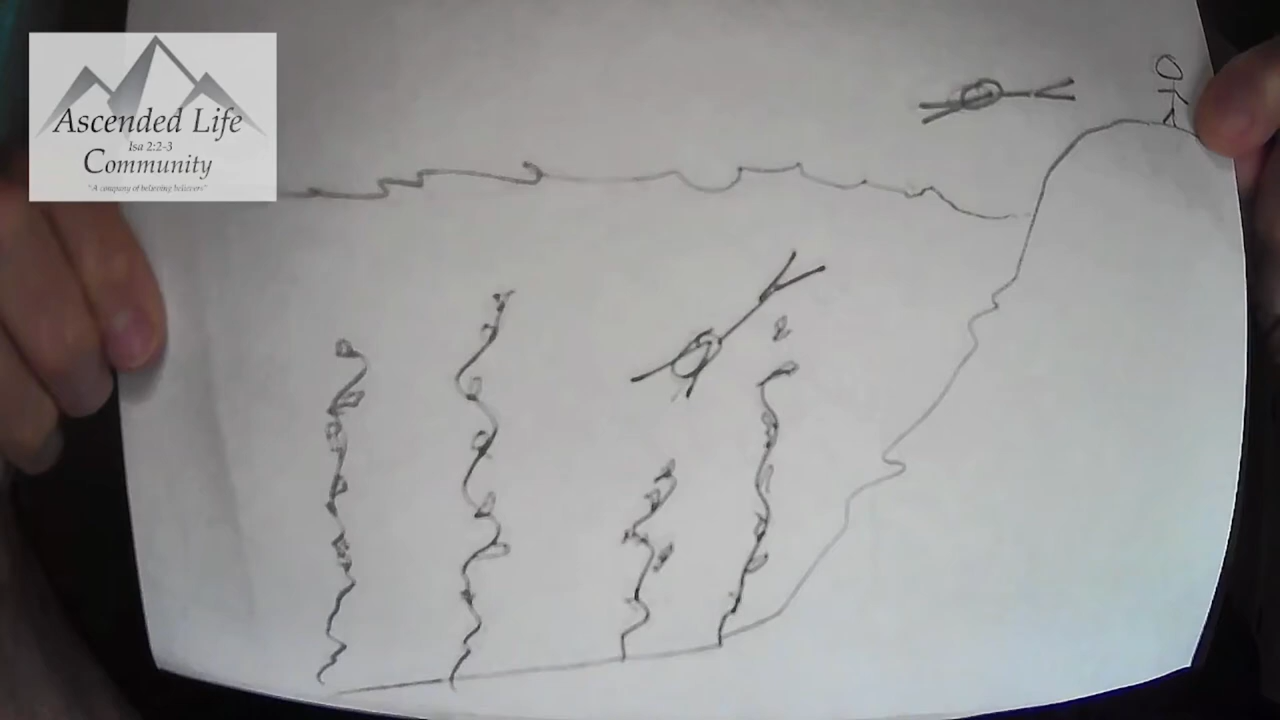 Ascended Life
Isa 2:2-3
Community
"A company of believing believers"